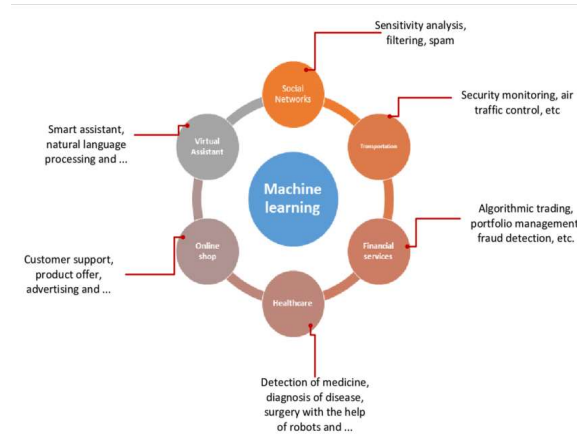 Sensitivity analysis,
filtering, spam
Social
Networks
Security monitoring, air
traffic control, etc
Transportation
Smart assistant,
natural language
processing and ...
Virtual
Assistant
Machine
learning
Algorithmic trading,
portfolio management
fraud detection, etc.
Financial
services
Customer support,
product offer,
advertising and ...
Online
shop
Healthcare
Detection of medicine,
diagnosis of disease,
surgery with the help
of robots and ...